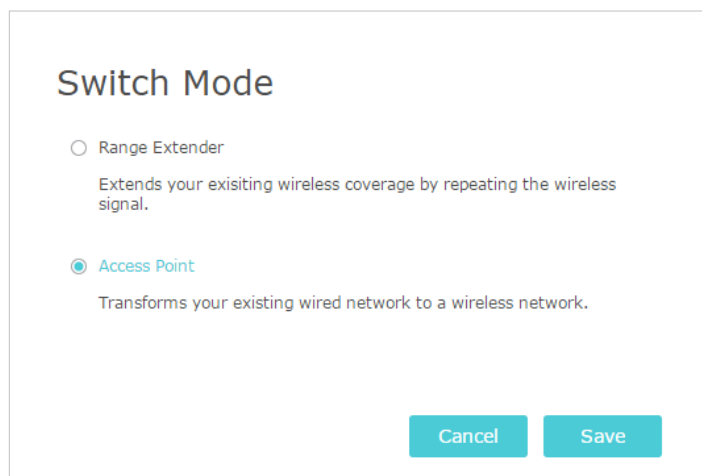 Switch Mode
Range Extender
Extends your exisiting wireless coverage by repeating the wireless
signal.
Access Point
Transforms your existing wired network to a wireless network.
Cancel Save